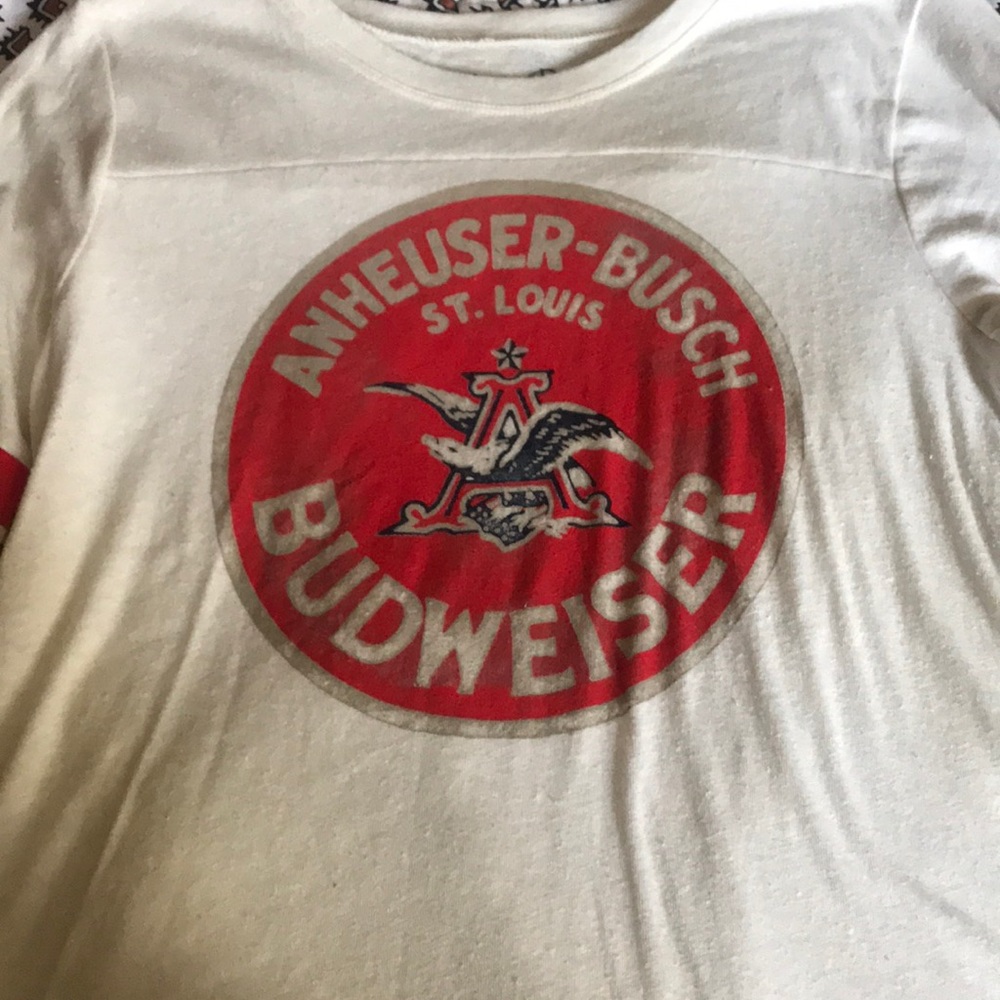 ANHEUSER-BUSCH
ST. LOUIS
A
BUDWEISER